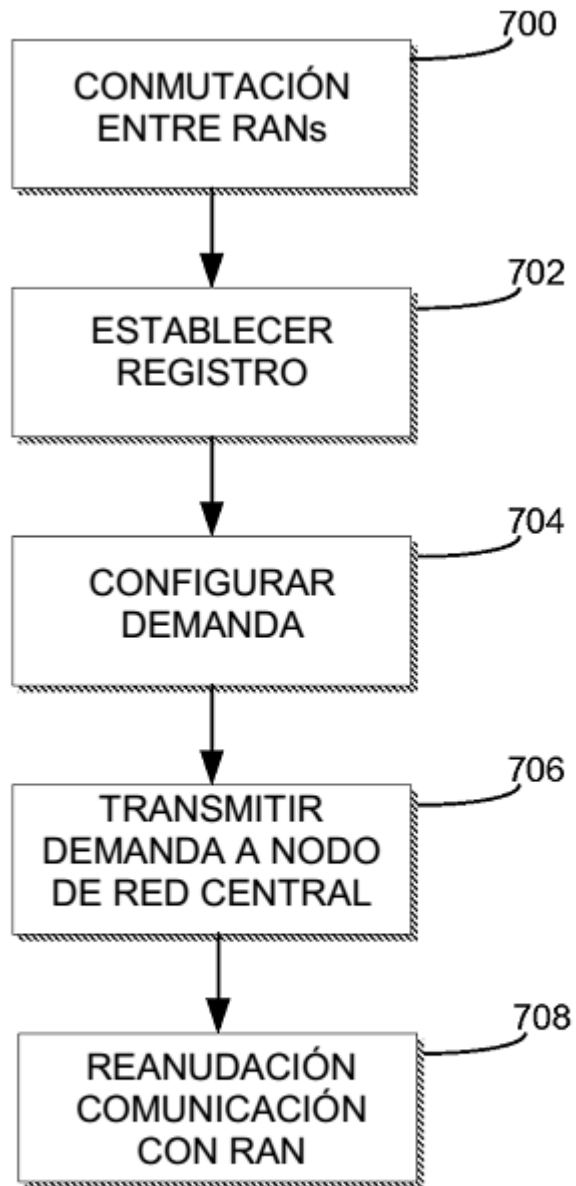 700
CONMUTACIÓN
ENTRE RANs
702
ESTABLECER
REGISTRO
704
CONFIGURAR
DEMANDA
706
TRANSMITIR
DEMANDA A NODO
DE RED CENTRAL
708
REANUDACIÓN
COMUNICACIÓN
CON RAN